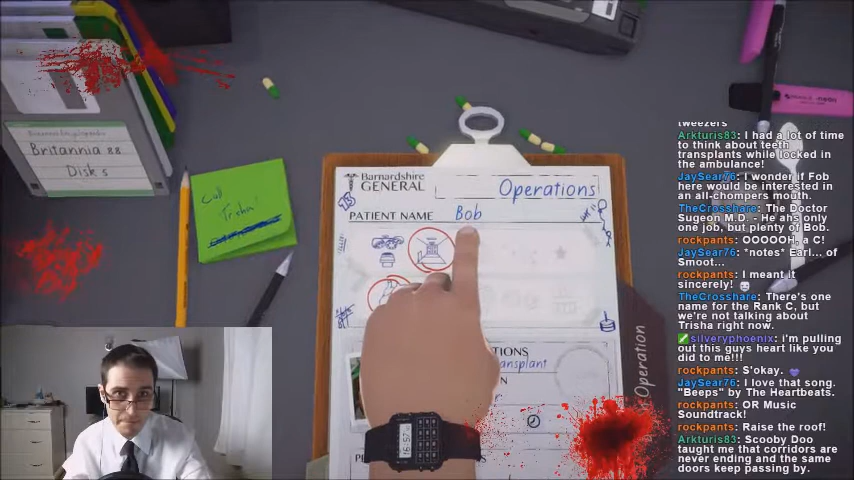 Britannia 88
Disks
Call
"Trisha"
Barnardshire
GENERAL
Operations
PATIENT NAME Bob
Operation
16:57
tweezers
Arkturis83: I had a lot of time
to think about teeth
transplants while locked in
the ambulance!
JaySear76: I wonder if Fob
here would be interested in
an all-chompers mouth.
TheCrosshare: The Doctor
Sugeon M.D. - He ahs only
one job, but plenty of Bob.
rockpants: OOOOOH, a C!
JaySear76: *notes* Earl... of
Smoot...
rockpants: I meant it
sincerely!
TheCrosshare: There's one
name for the Rank C, but
we're not talking about
Trisha right now.
silveryphoenix: i'm pulling
out this guys heart like you
did to me!!!
rockpants: S'okay.
JaySear76: I love that song.
"Beeps" by The Heartbeats.
rockpants: OR Music
Soundtrack!
rockpants: Raise the roof!
Arkturis83: Scooby Doo
taught me that corridors are
never ending and the same
doors keep passing by.